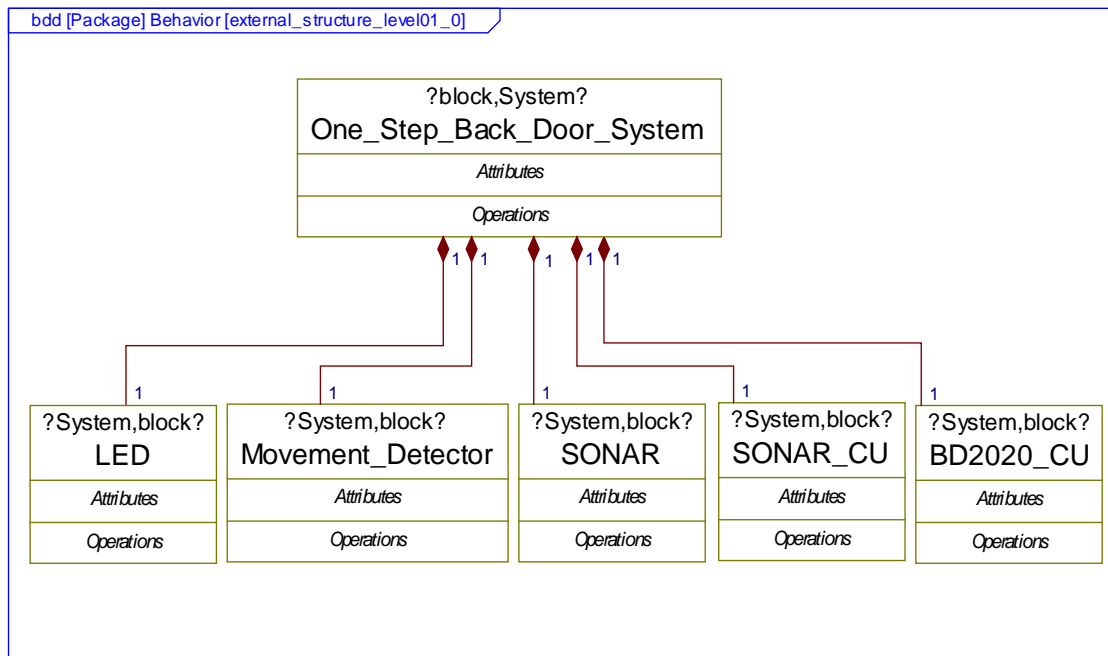 bdd [Package] Behavior [external_structure_level01_0]
?block,System?
One_Step_Back_Door_System
Attributes
Operations
1
1
1
1
1
1
1
1
1
1
?System,block?
LED
Attributes
Operations
?System,block?
Movement_Detector
Attributes
Operations
?System,block?
SONAR
Attributes
Operations
?System,block?
SONAR_CU
Attributes
Operations
?System,block?
BD2020_CU
Attributes
Operations